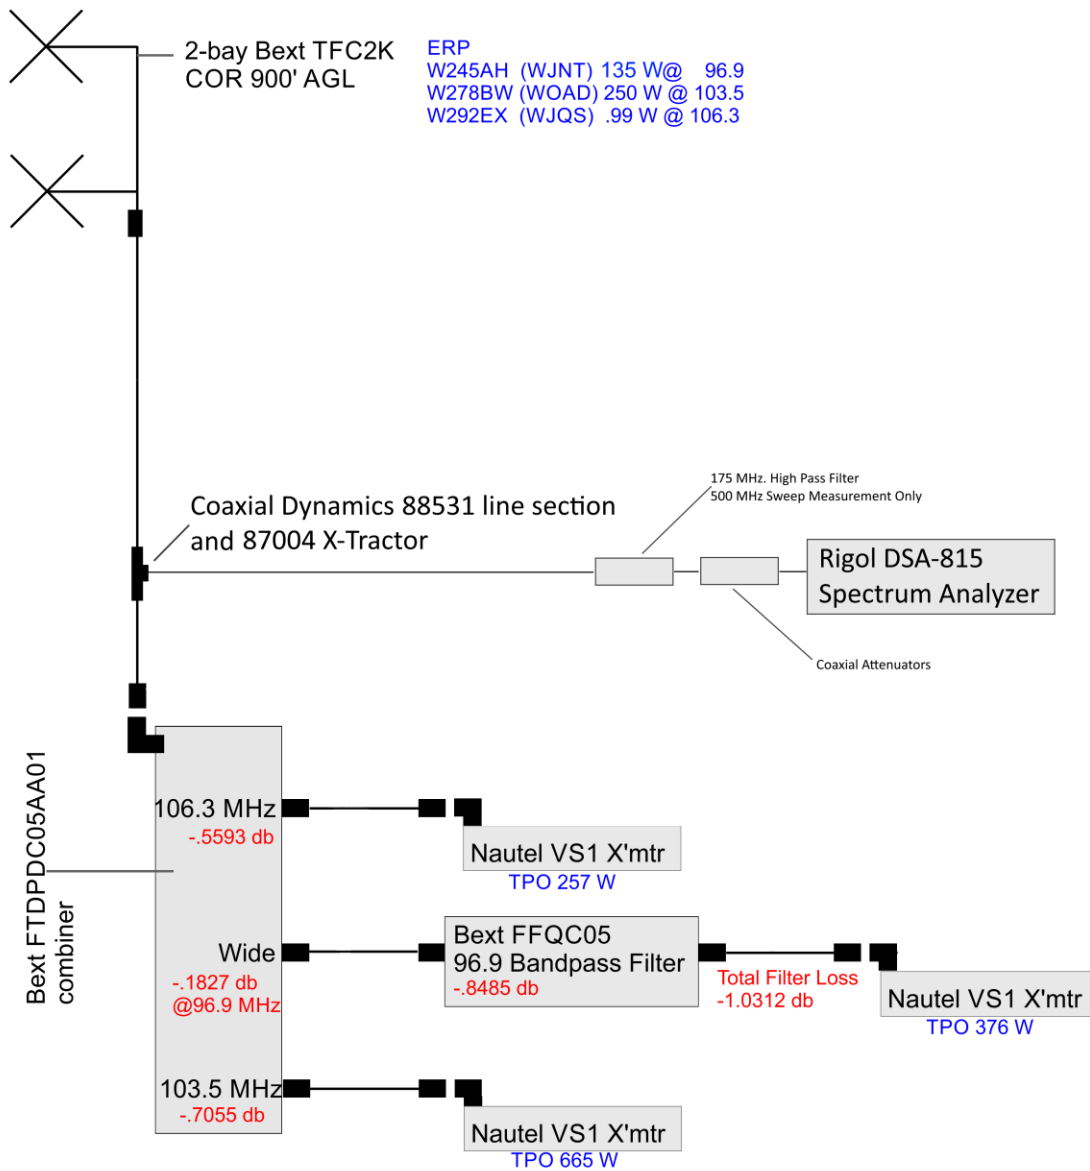 2-bay Bext TFC2K
COR 900' AGL
ERP
W245AH (WJNT) 135 W@ 96.9
W278BW (WOAD) 250 W @ 103.5
W292EX (WJQS) .99 W @ 106.3
175 MHz. High Pass Filter
500 MHz Sweep Measurement Only
Coaxial Dynamics 88531 line section
and 87004 X-Tractor
Rigol DSA-815
Spectrum Analyzer
Coaxial Attenuators
Bext FTDPDC05AA01
combiner
106.3 MHz
-.5593 db
Nautel VS1 X'mtr
TPO 257 W
Wide
-.1827 db
@96.9 MHz
Bext FFQC05
96.9 Bandpass Filter
-.8485 db
Total Filter Loss
-1.0312 db
Nautel VS1 X'mtr
TPO 376 W
103.5 MHz
-.7055 db
Nautel VS1 X'mtr
TPO 665 W